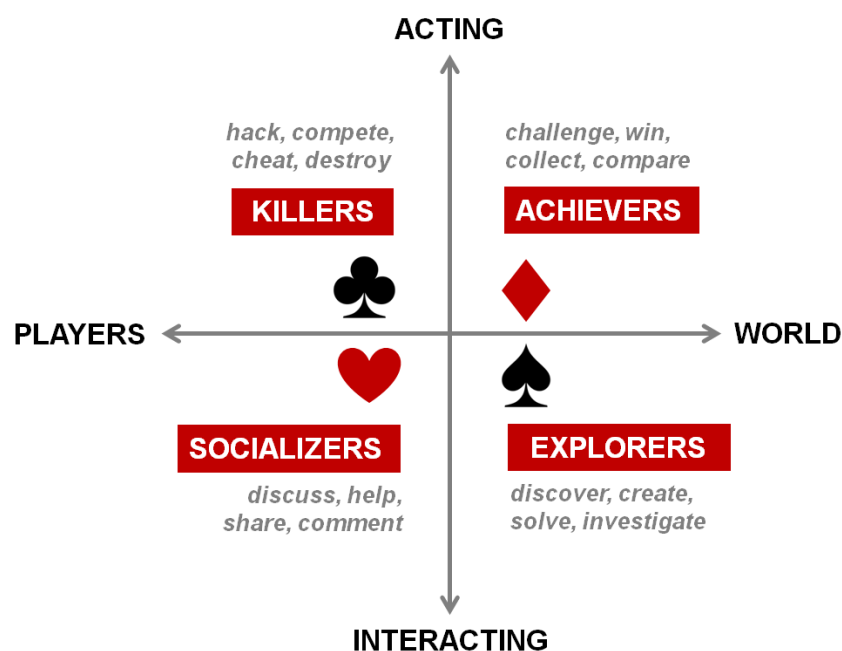 ACTING
hack, compete,
cheat, destroy
KILLERS
challenge, win,
collect, compare
ACHIEVERS
PLAYERS
WORLD
SOCIALIZERS
discuss, help,
share, comment
EXPLORERS
discover, create,
solve, investigate
INTERACTING